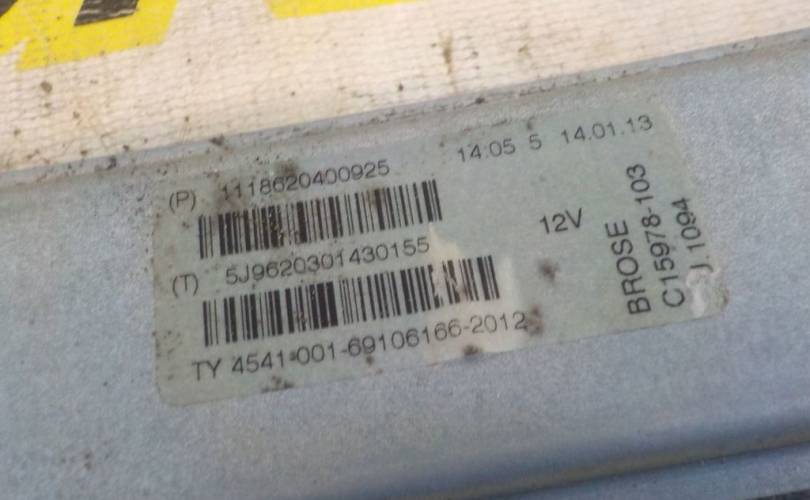 (P) 1118620400925
14:05 5 14.01.13
(T) 5J9620301430155
12V
TY 4541-001-69106166-2012
BROSE
C15978-103
J.1094